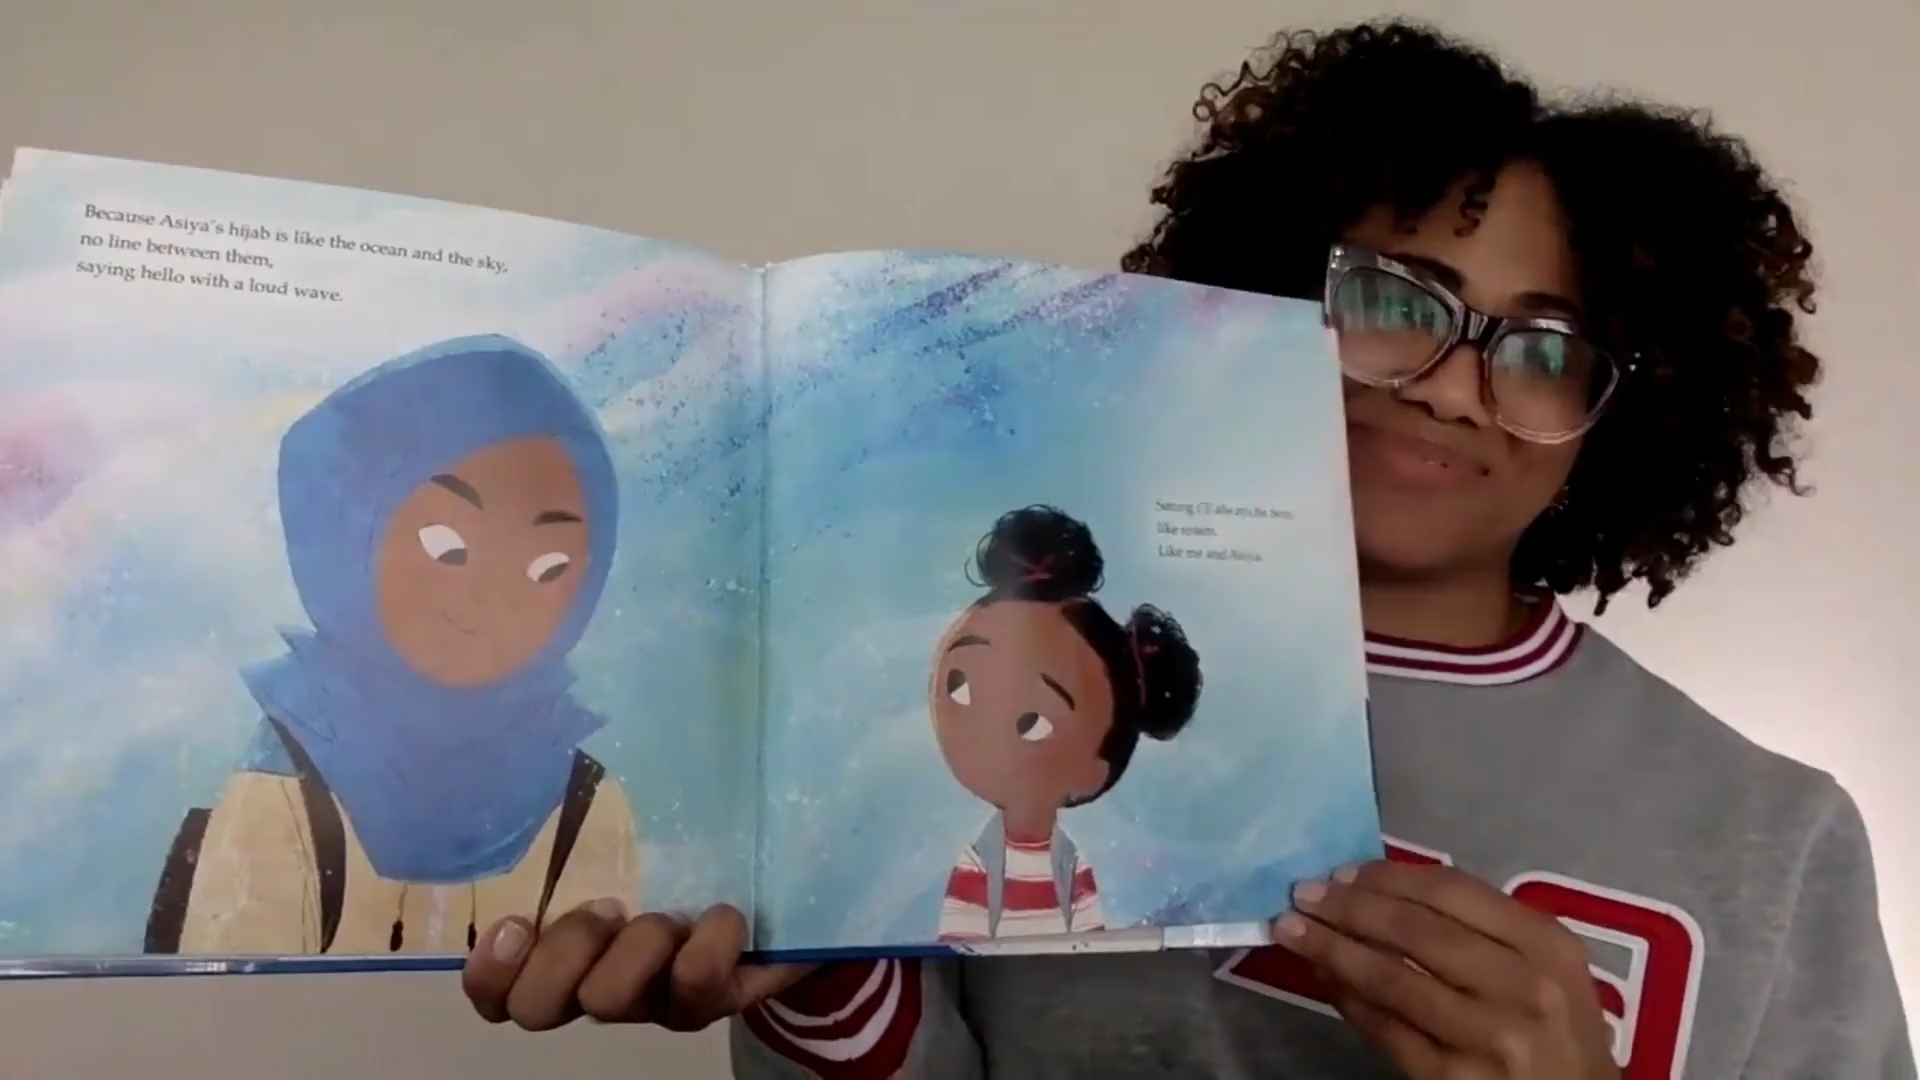 Because Asiya's hijab is like the ocean and the sky,
no line between them,
saying hello with a loud wave.
like sisters.
Like me and Asiya.